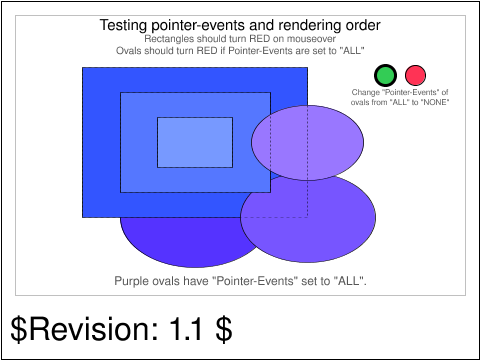 Testing pointer-events and rendering order
Rectangles should turn RED on mouseover
Ovals should turn RED if Pointer-Events are set to "ALL"
Change "Pointer-Events" of
ovals from "ALL" to "NONE"
Purple ovals have "Pointer-Events" set to "ALL".
$Revision: 1.1 $